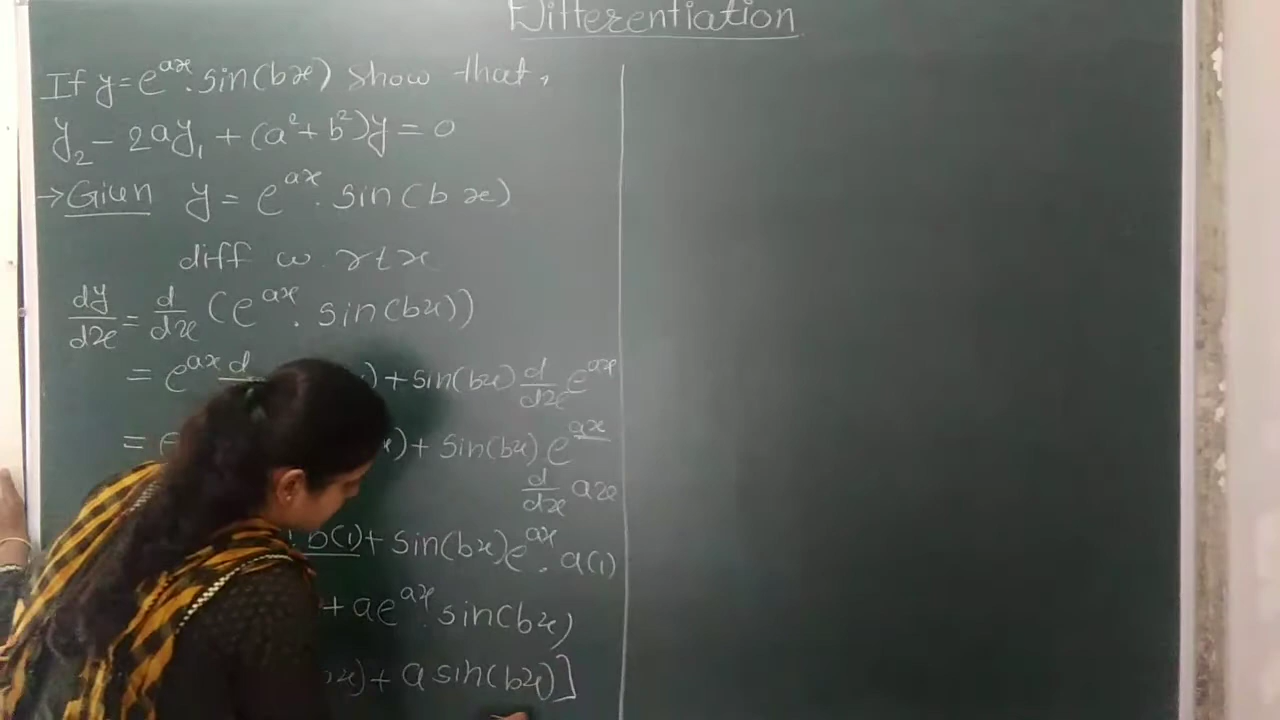 Differentiation
If y = e^{ax} . sin(bx) show that,
y₂ - 2ay₁ + (a² + b²)y = 0
→ Given y = e^{ax} . sin(b x)
diff w. r t x
dy/dx = d/dx (e^{ax} . sin(bx))
= e^{ax} d ) + sin(bx) d/dx e^{ax}
= e ) + sin(bx) e^{ax}
d/dx ax
. b(1) + sin(bx) e^{ax} . a(1)
+ ae^{ax} . sin(bx)
x) + a sin(bx)]